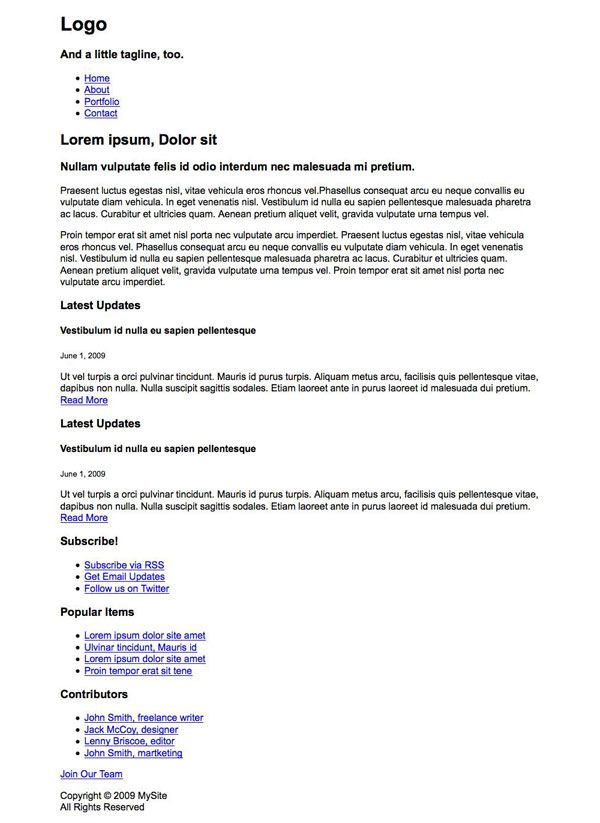 Logo
And a little tagline, too.
Home
About
Portfolio
Contact
Lorem ipsum, Dolor sit
Nullam vulputate felis id odio interdum nec malesuada mi pretium.
Praesent luctus egestas nisl, vitae vehicula eros rhoncus vel.Phasellus consequat arcu eu neque convallis eu
vulputate diam vehicula. In eget venenatis nisl. Vestibulum id nulla eu sapien pellentesque malesuada pharetra
ac lacus. Curabitur et ultricies quam. Aenean pretium aliquet velit, gravida vulputate urna tempus vel.
Proin tempor erat sit amet nisl porta nec vulputate arcu imperdiet. Praesent luctus egestas nisl, vitae vehicula
eros rhoncus vel. Phasellus consequat arcu eu neque convallis eu vulputate diam vehicula. In eget venenatis
nisl. Vestibulum id nulla eu sapien pellentesque malesuada pharetra ac lacus. Curabitur et ultricies quam.
Aenean pretium aliquet velit, gravida vulputate urna tempus vel. Proin tempor erat sit amet nisl porta nec
vulputate arcu imperdiet.
Latest Updates
Vestibulum id nulla eu sapien pellentesque
June 1, 2009
Ut vel turpis a orci pulvinar tincidunt. Mauris id purus turpis. Aliquam metus arcu, facilisis quis pellentesque vitae,
dapibus non nulla. Nulla suscipit sagittis sodales. Etiam laoreet ante in purus laoreet id malesuada dui pretium.
Read More
Latest Updates
Vestibulum id nulla eu sapien pellentesque
June 1, 2009
Ut vel turpis a orci pulvinar tincidunt. Mauris id purus turpis. Aliquam metus arcu, facilisis quis pellentesque vitae,
dapibus non nulla. Nulla suscipit sagittis sodales. Etiam laoreet ante in purus laoreet id malesuada dui pretium.
Read More
Subscribe!
Subscribe via RSS
Get Email Updates
Follow us on Twitter
Popular Items
Lorem ipsum dolor site amet
Ulvinar tincidunt, Mauris id
Lorem ipsum dolor site amet
Proin tempor erat sit tene
Contributors
John Smith, freelance writer
Jack McCoy, designer
Lenny Briscoe, editor
John Smith, martketing
Join Our Team
Copyright © 2009 MySite
All Rights Reserved